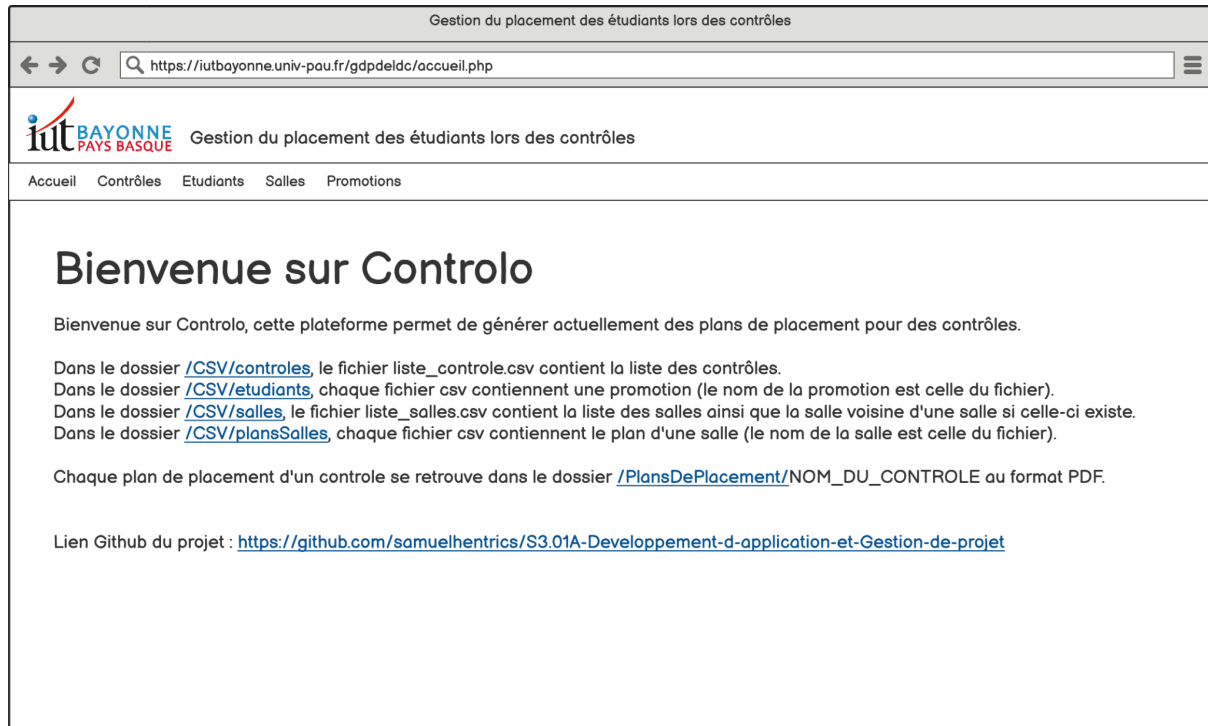 Gestion du placement des étudiants lors des contrôles
https://iutbayonne.univ-pau.fr/gdpdeldc/accueil.php
iut BAYONNE
PAYS BASQUE
Gestion du placement des étudiants lors des contrôles
Accueil Contrôles Etudiants Salles Promotions
Bienvenue sur Controlo
Bienvenue sur Controlo, cette plateforme permet de générer actuellement des plans de placement pour des contrôles.
Dans le dossier /CSV/controles, le fichier liste_controle.csv contient la liste des contrôles.
Dans le dossier /CSV/etudiants, chaque fichier csv contiennent une promotion (le nom de la promotion est celle du fichier).
Dans le dossier /CSV/salles, le fichier liste_salles.csv contient la liste des salles ainsi que la salle voisine d'une salle si celle-ci existe.
Dans le dossier /CSV/plansSalles, chaque fichier csv contiennent le plan d'une salle (le nom de la salle est celle du fichier).
Chaque plan de placement d'un controle se retrouve dans le dossier /PlansDePlacement/NOM_DU_CONTROLE au format PDF.
Lien Github du projet : https://github.com/samuelhentrics/S3.01A-Developpement-d-application-et-Gestion-de-projet